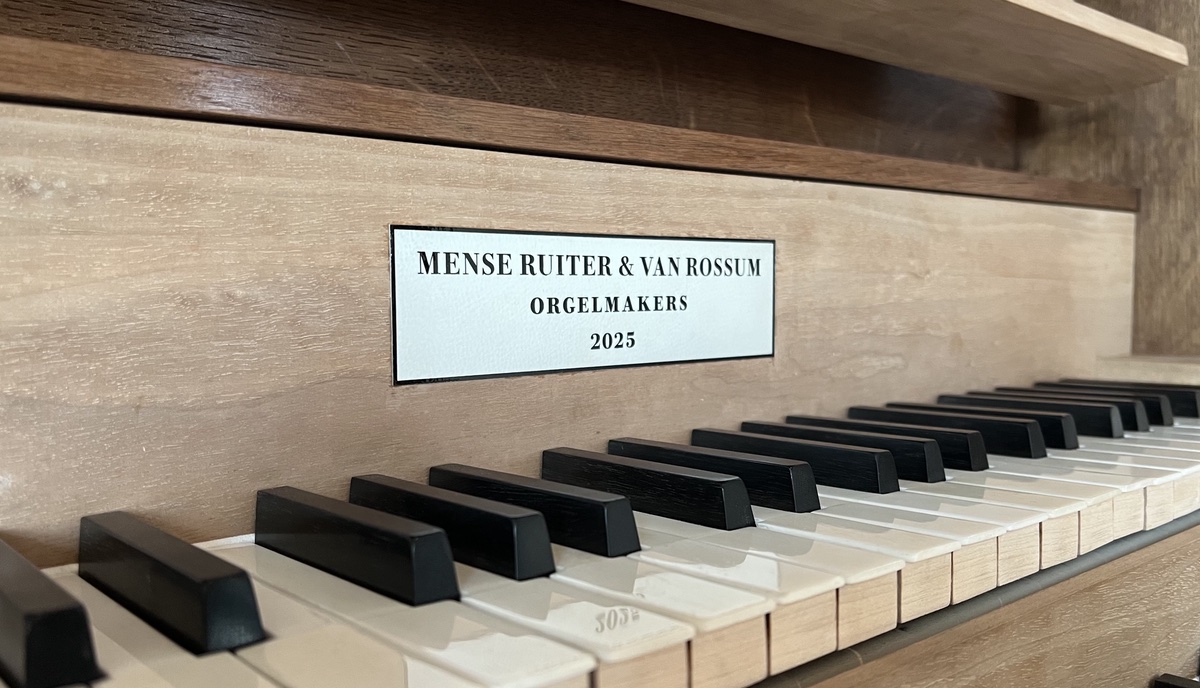 MENSE RUITER & VAN ROSSUM
ORGELMAKERS
2025